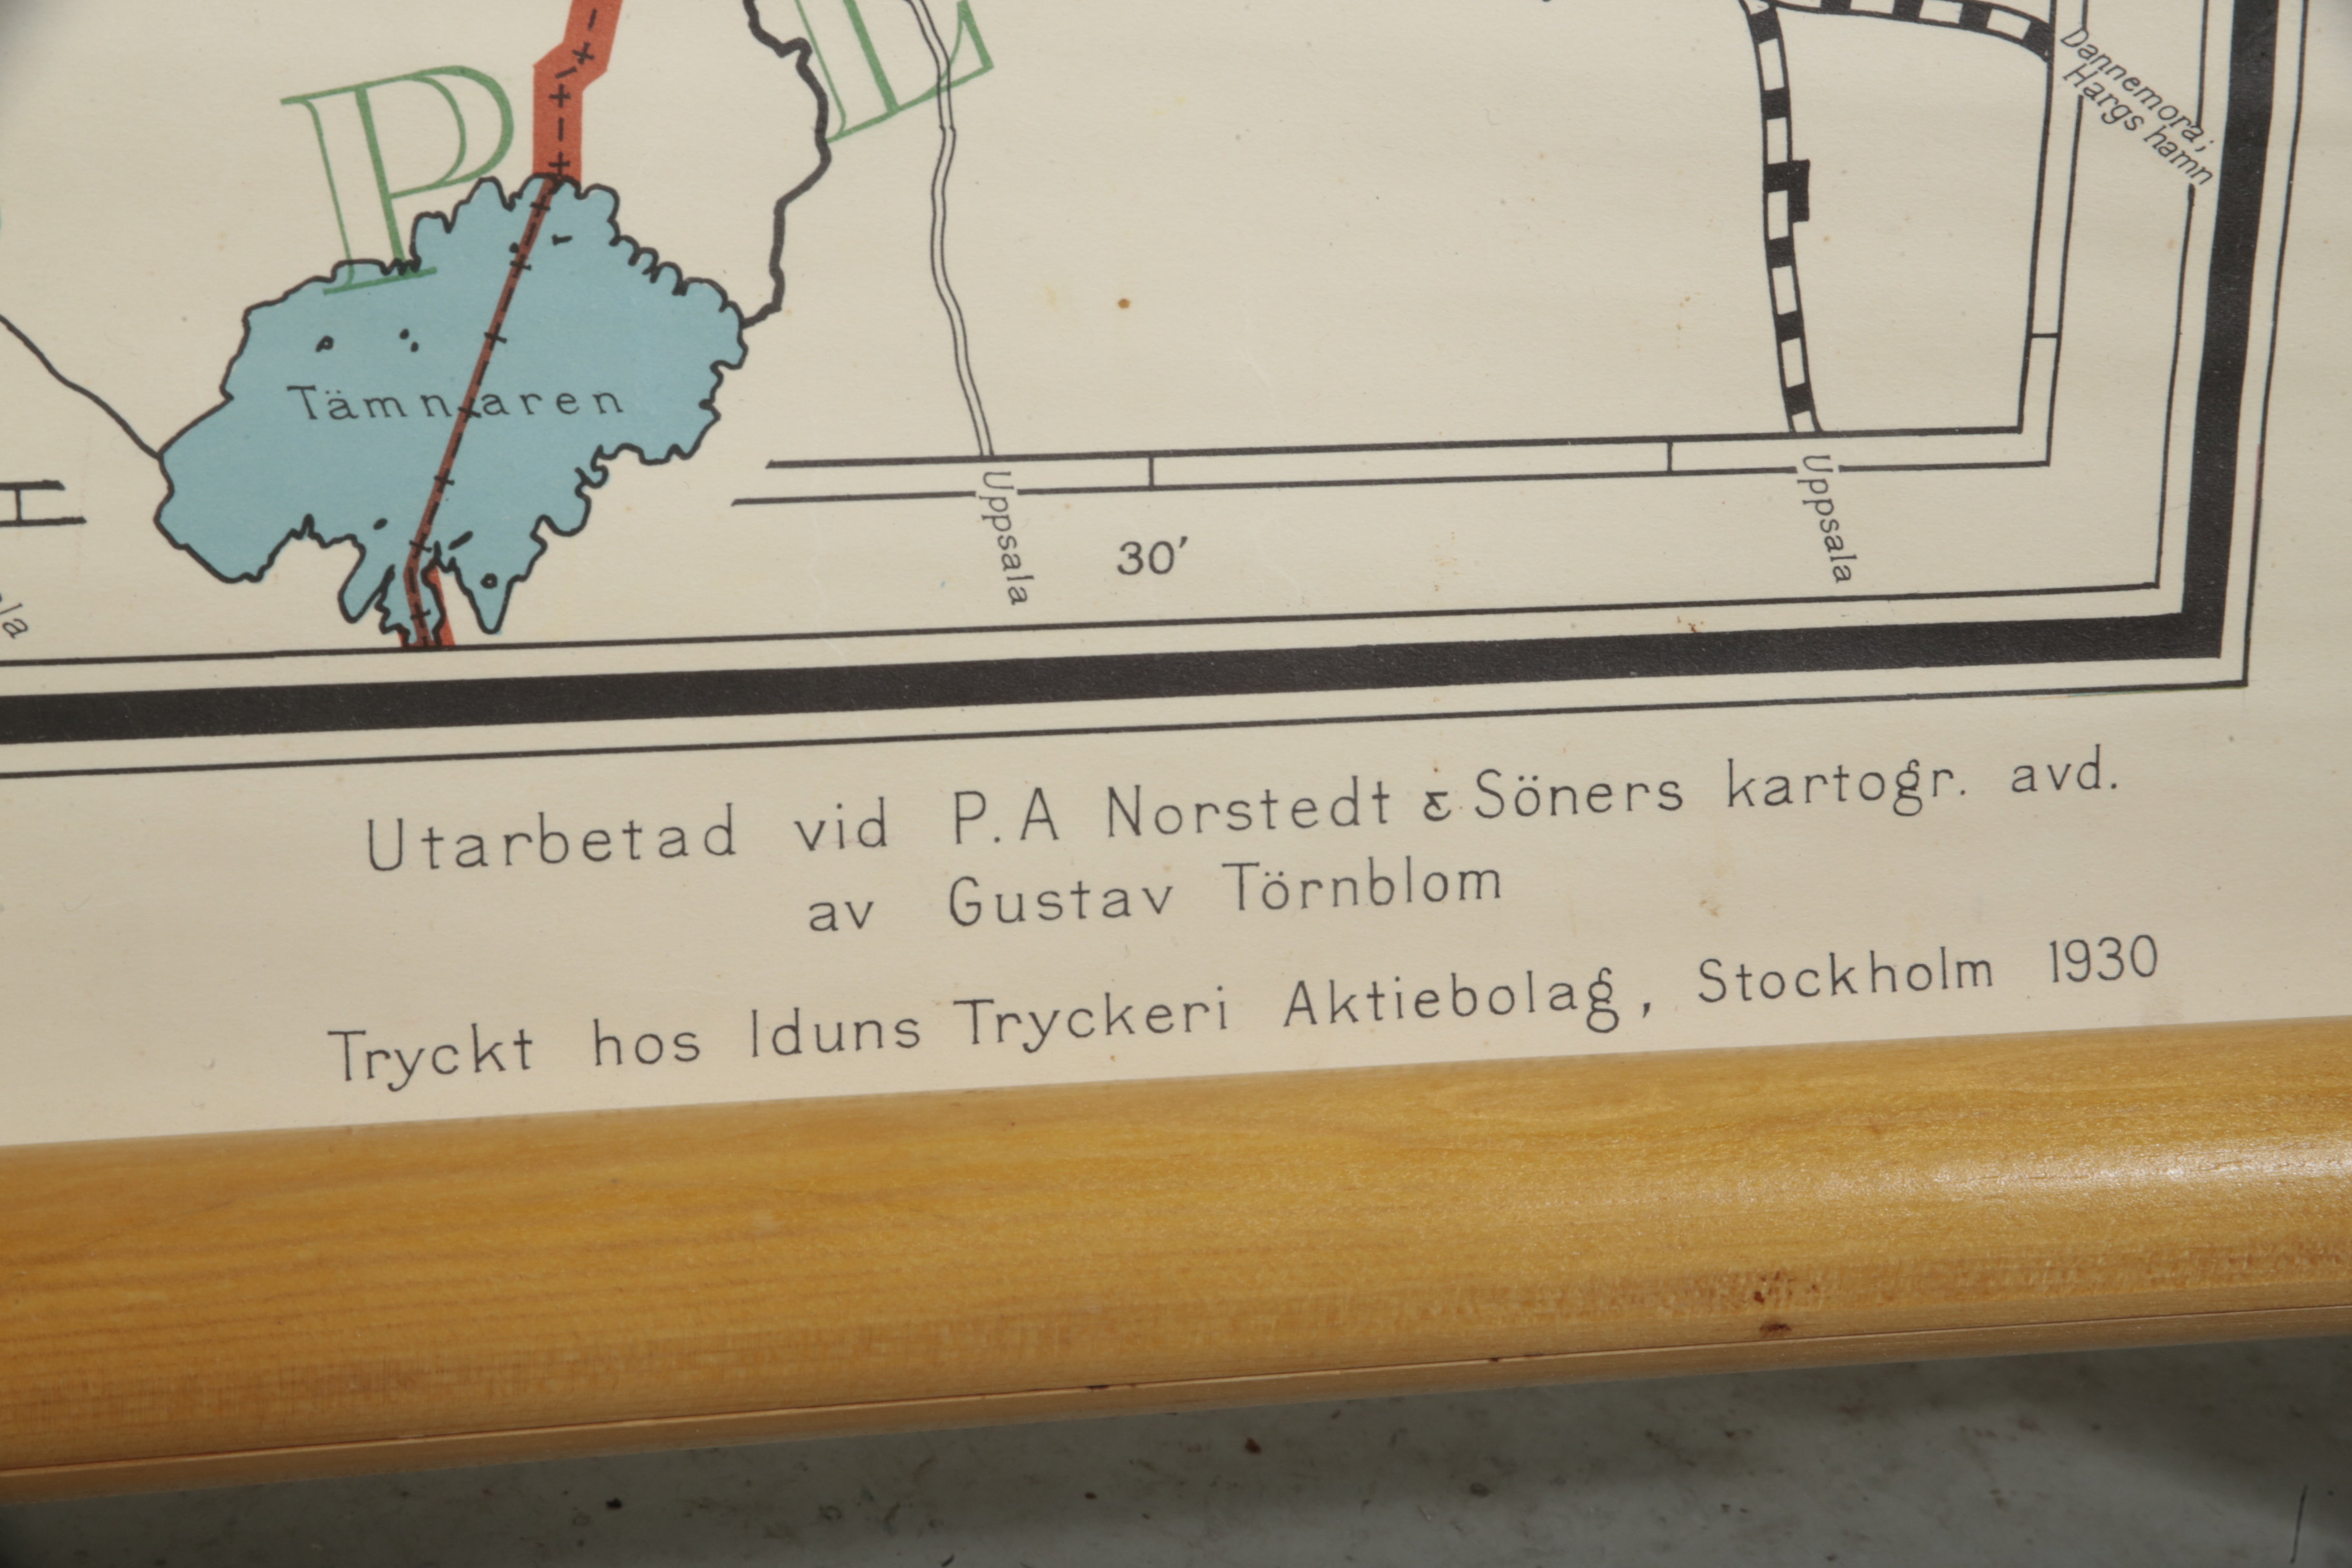 P L
Dannemora;
Hargs hamn
Tämnaren
Uppsala
Uppsala
30'
la
Utarbetad vid P.A Norstedt & Söners kartogr. avd.
av Gustav Törnblom
Tryckt hos Iduns Tryckeri Aktiebolag, Stockholm 1930